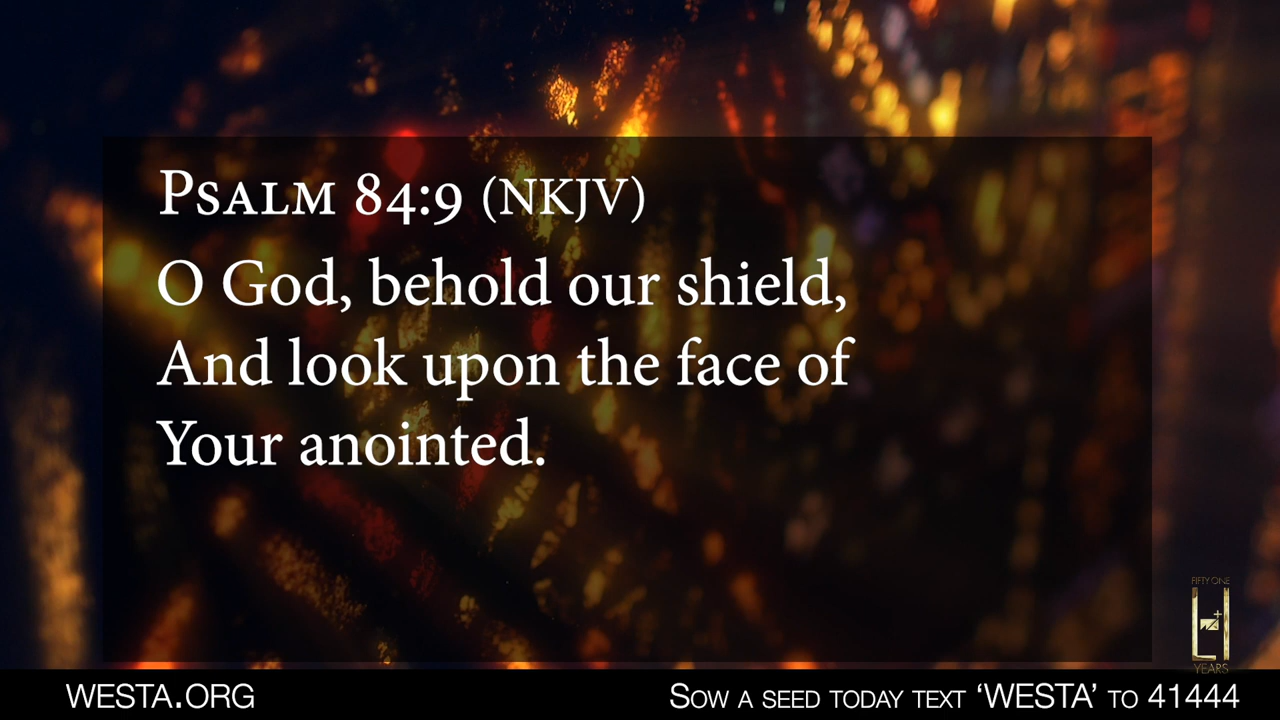 Psalm 84:9 (NKJV)
O God, behold our shield,
And look upon the face of
Your anointed.
FIFTY ONE
LI
YEARS
WESTA.ORG
Sow a seed today text ‘WESTA’ to 41444